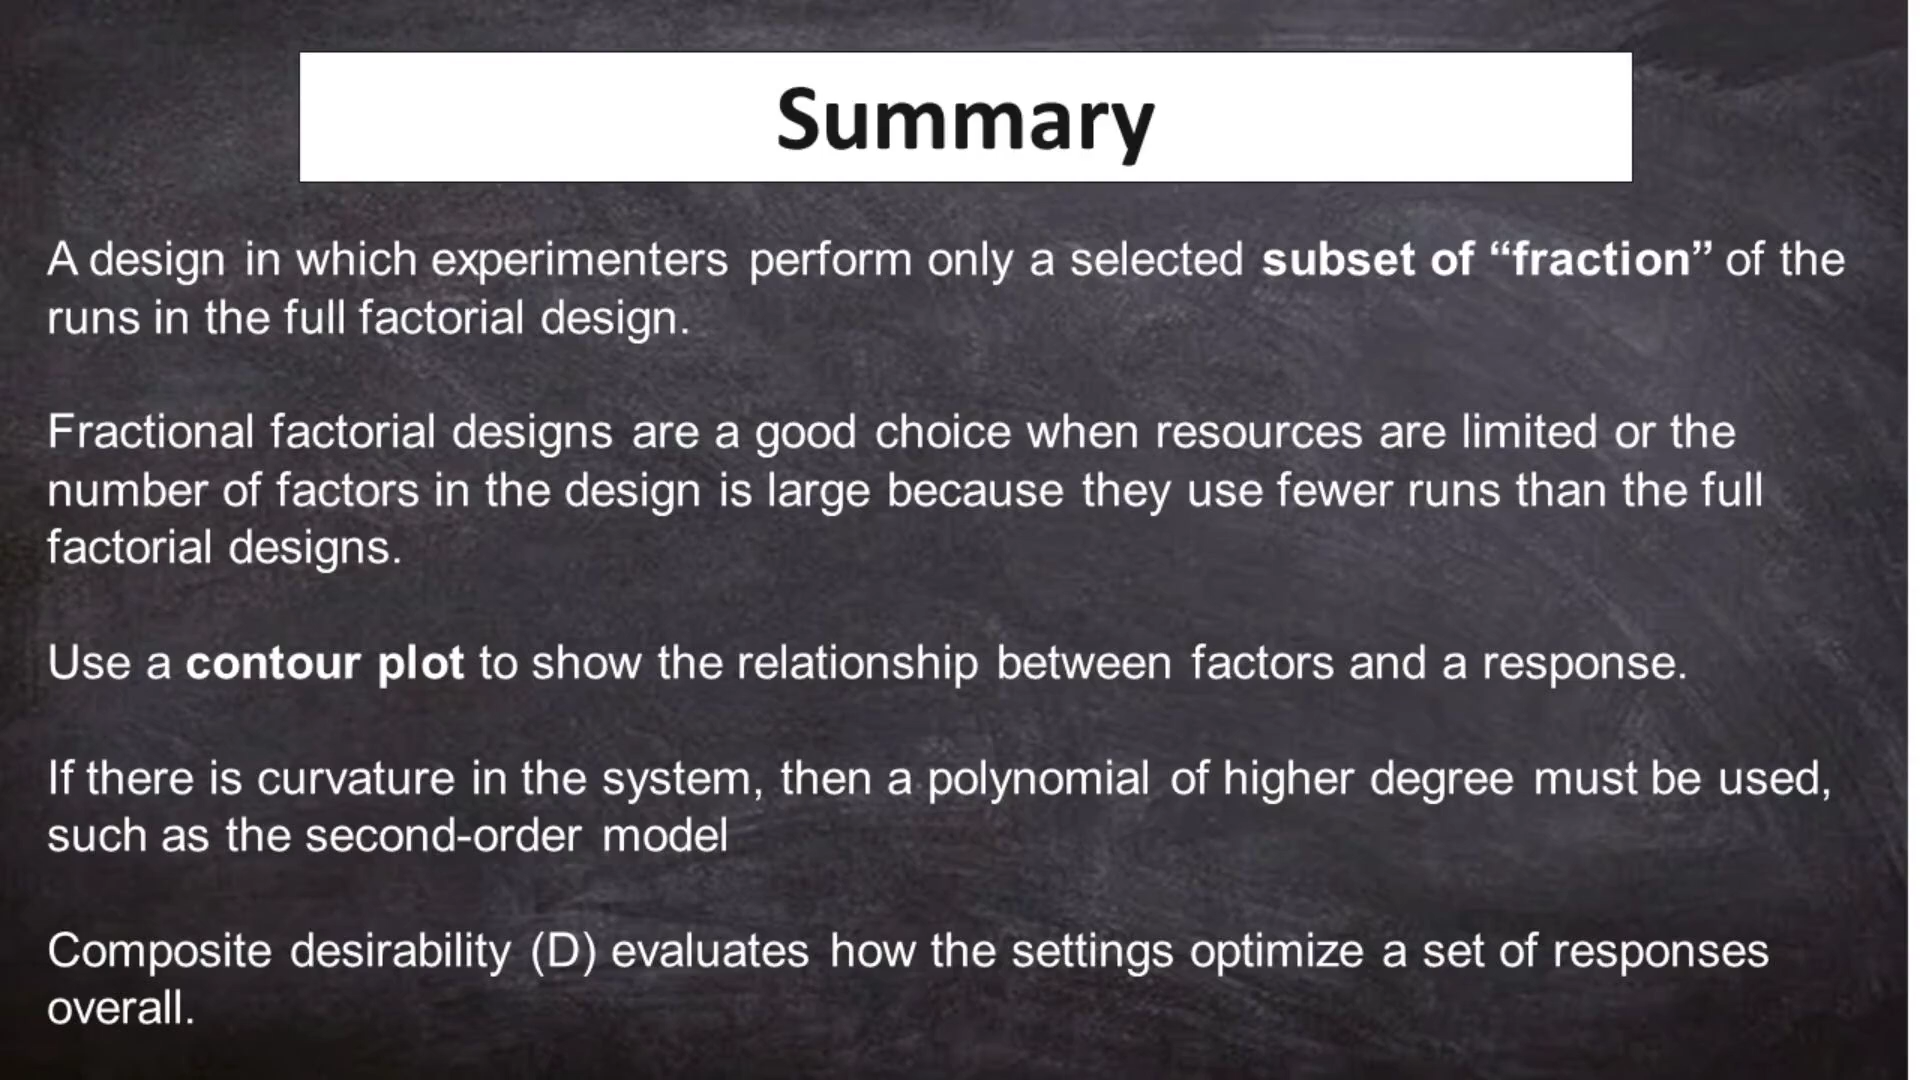 Summary
A design in which experimenters perform only a selected subset of “fraction” of the
runs in the full factorial design.
Fractional factorial designs are a good choice when resources are limited or the
number of factors in the design is large because they use fewer runs than the full
factorial designs.
Use a contour plot to show the relationship between factors and a response.
If there is curvature in the system, then a polynomial of higher degree must be used,
such as the second-order model
Composite desirability (D) evaluates how the settings optimize a set of responses
overall.